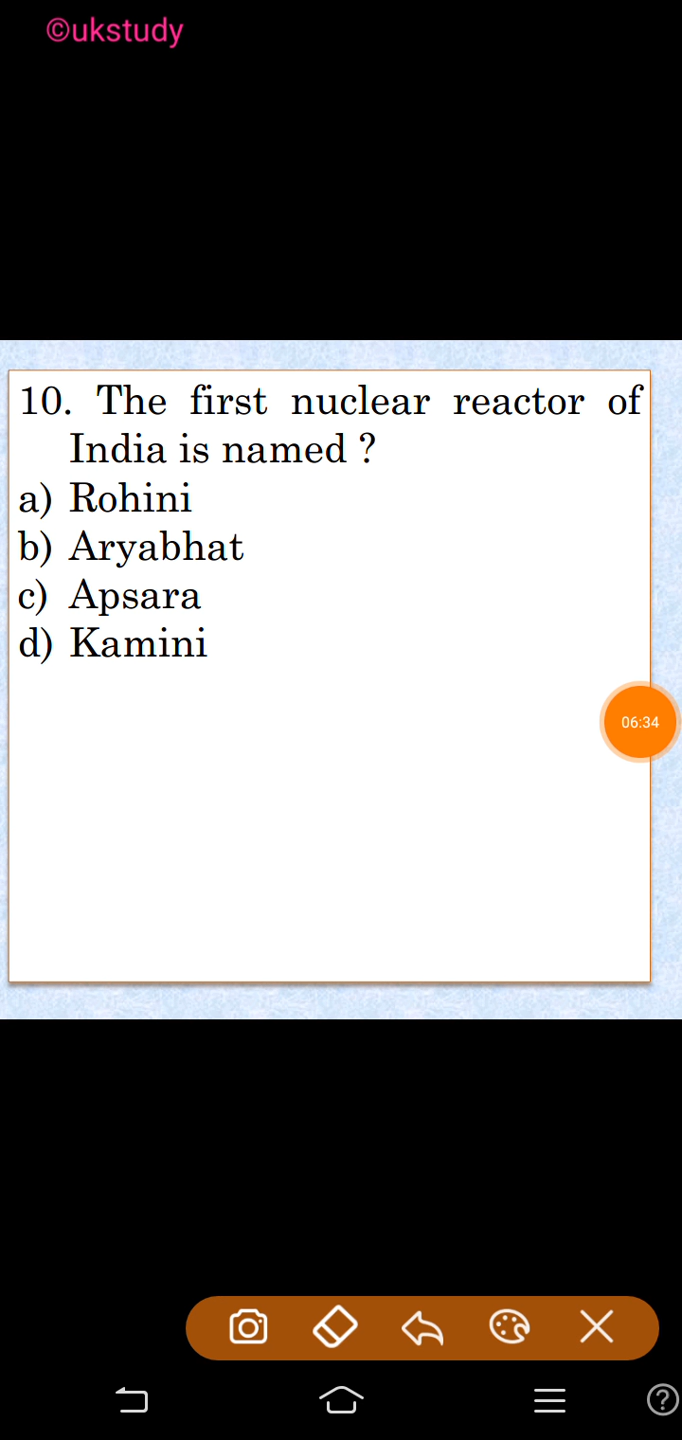 ©ukstudy
10. The first nuclear reactor of
India is named ?
a) Rohini
b) Aryabhat
c) Apsara
d) Kamini
06:34
?